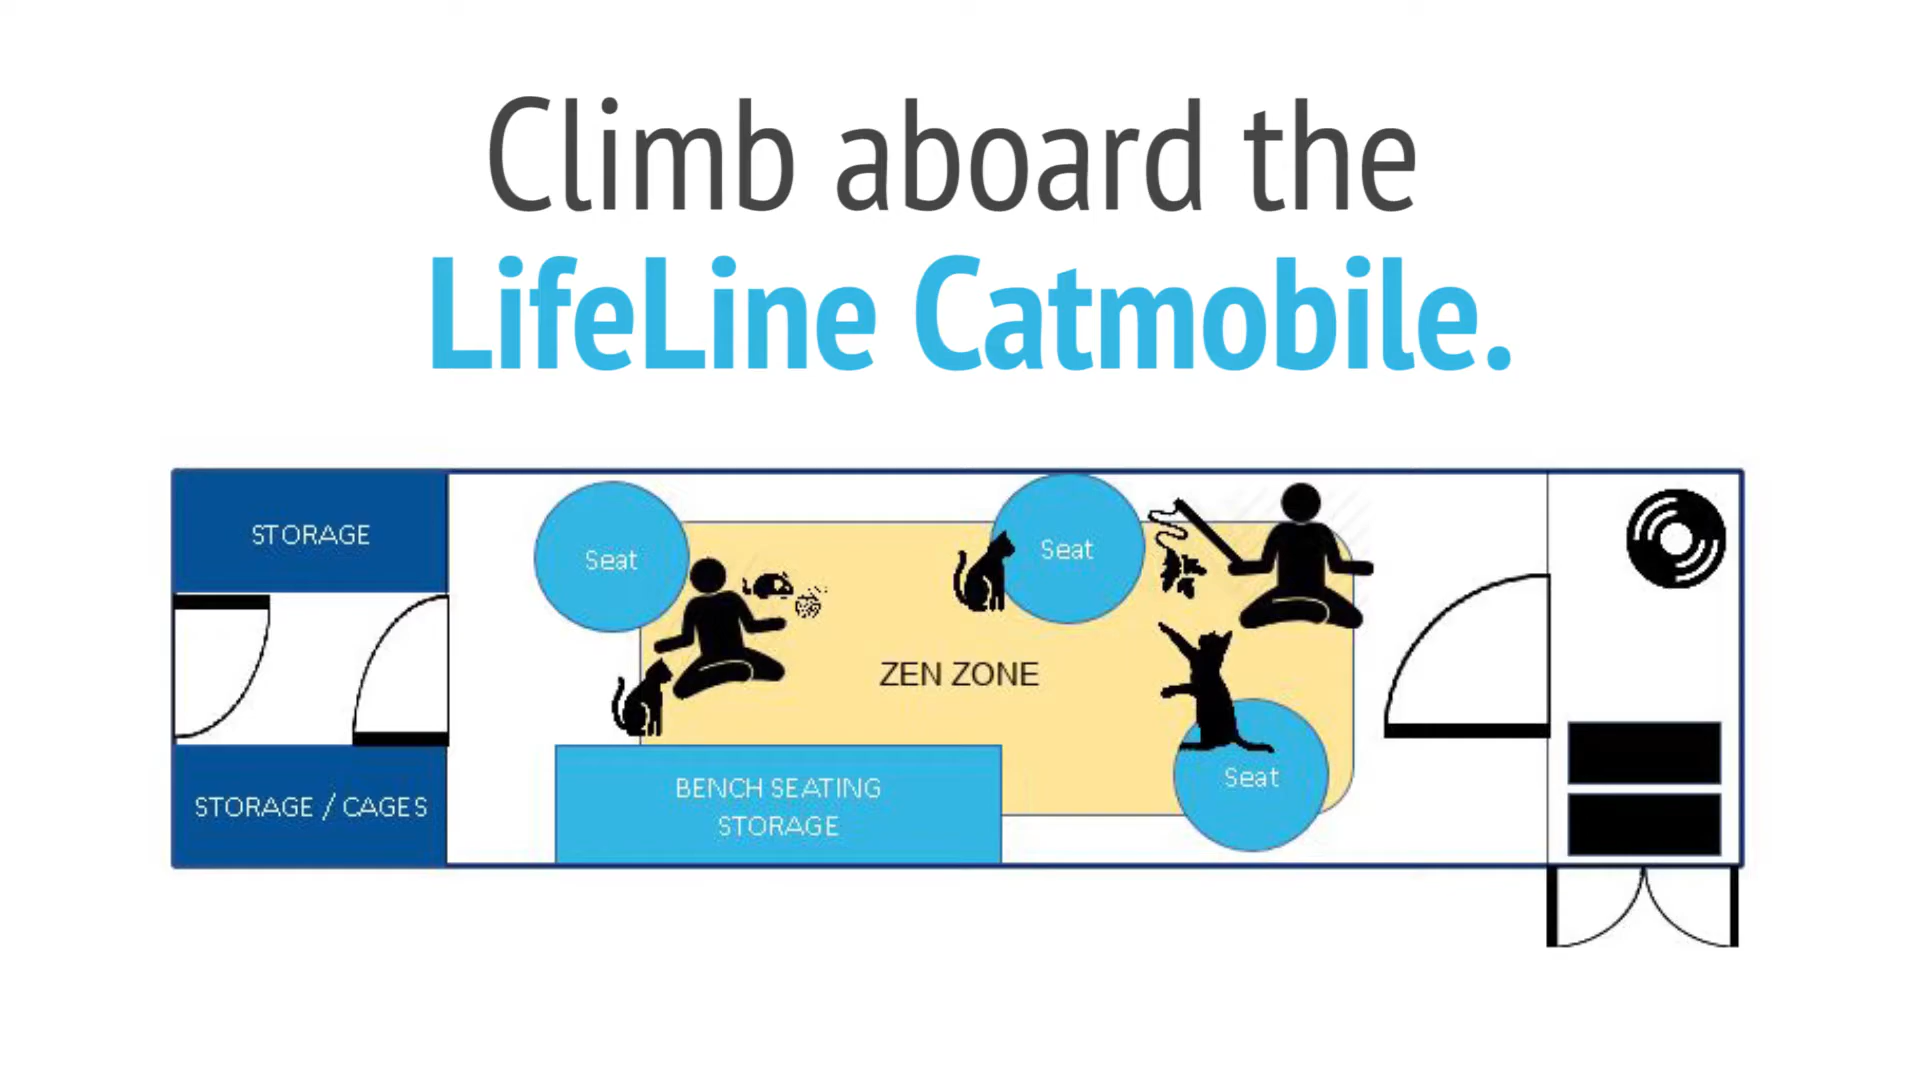 Climb aboard the
LifeLine Catmobile.
STORAGE
Seat
Seat
ZEN ZONE
Seat
BENCH SEATING
STORAGE
STORAGE / CAGES